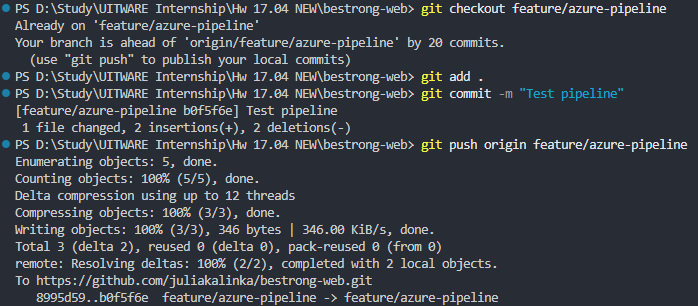 PS D:\Study\UITWARE Internship\Hw 17.04 NEW\bestrong-web> git checkout feature/azure-pipeline
Already on 'feature/azure-pipeline'
Your branch is ahead of 'origin/feature/azure-pipeline' by 20 commits.
  (use "git push" to publish your local commits)
PS D:\Study\UITWARE Internship\Hw 17.04 NEW\bestrong-web> git add .
PS D:\Study\UITWARE Internship\Hw 17.04 NEW\bestrong-web> git commit -m "Test pipeline"
[feature/azure-pipeline b0f5f6e] Test pipeline
 1 file changed, 2 insertions(+), 2 deletions(-)
PS D:\Study\UITWARE Internship\Hw 17.04 NEW\bestrong-web> git push origin feature/azure-pipeline
Enumerating objects: 5, done.
Counting objects: 100% (5/5), done.
Delta compression using up to 12 threads
Compressing objects: 100% (3/3), done.
Writing objects: 100% (3/3), 346 bytes | 346.00 KiB/s, done.
Total 3 (delta 2), reused 0 (delta 0), pack-reused 0 (from 0)
remote: Resolving deltas: 100% (2/2), completed with 2 local objects.
To https://github.com/juliakalinka/bestrong-web.git
   8995d59..b0f5f6e  feature/azure-pipeline -> feature/azure-pipeline